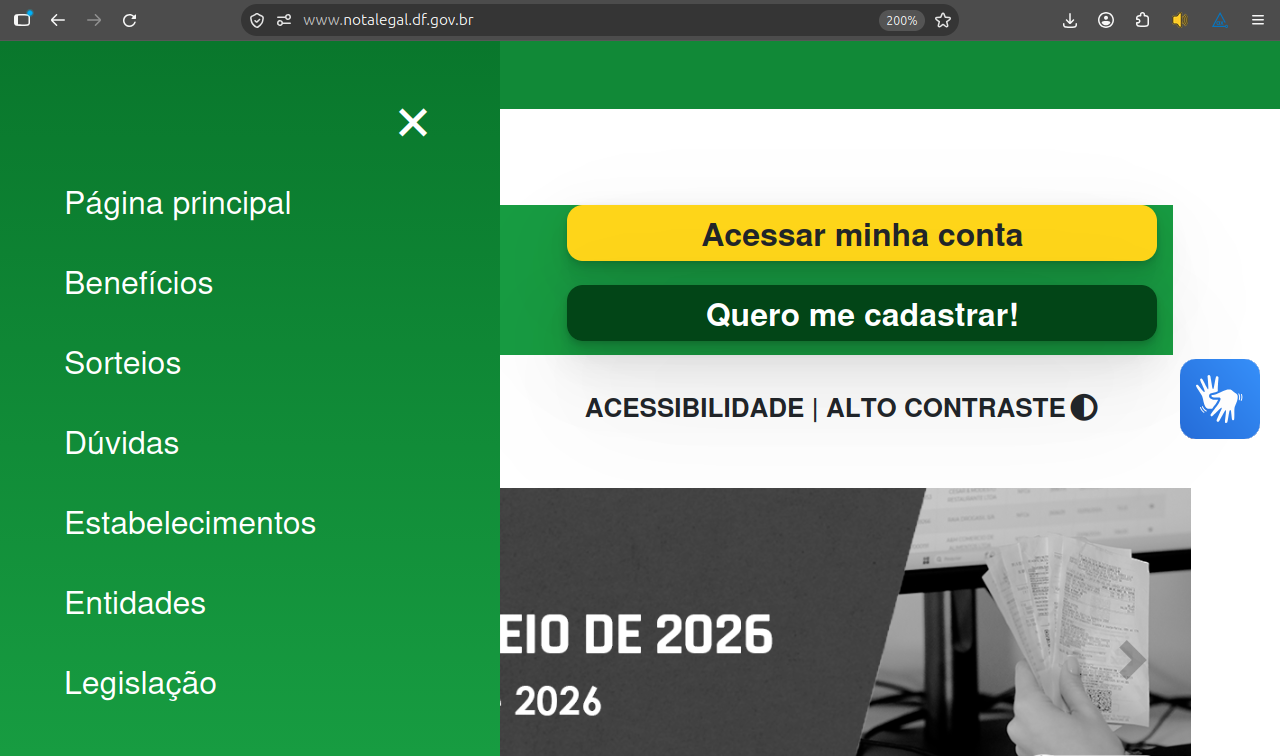 www.notalegal.df.gov.br
200%
Página principal
Benefícios
Sorteios
Dúvidas
Estabelecimentos
Entidades
Legislação
Acessar minha conta
Quero me cadastrar!
ACESSIBILIDADE | ALTO CONTRASTE
EIO DE 2026
2026